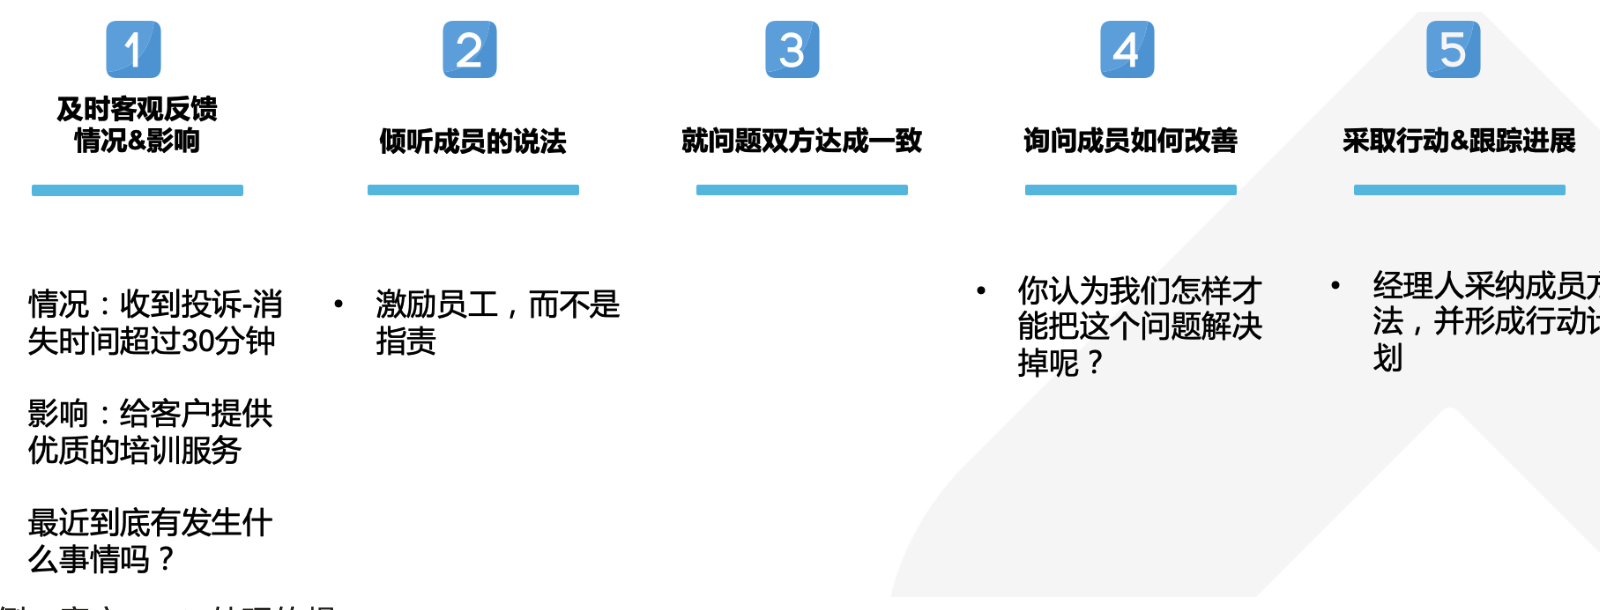 1
及时客观反馈
情况&影响
情况：收到投诉-消
失时间超过30分钟
影响：给客户提供
优质的培训服务
最近到底有发生什
么事情吗？
2
倾听成员的说法
• 激励员工，而不是
指责
3
就问题双方达成一致
4
询问成员如何改善
• 你认为我们怎样才
能把这个问题解决
掉呢？
5
采取行动&跟踪进展
• 经理人采纳成员
法，并形成行动
划